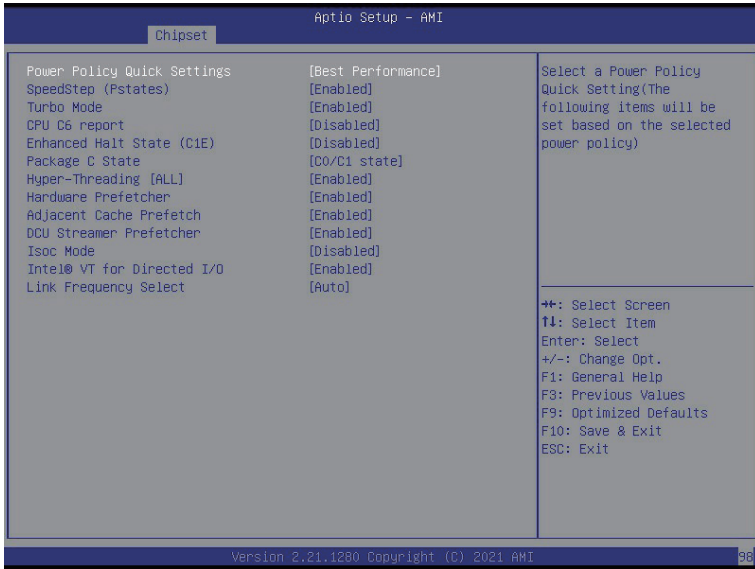 Aptio Setup – AMI
Chipset
Power Policy Quick Settings [Best Performance]
SpeedStep (Pstates) [Enabled]
Turbo Mode [Enabled]
CPU C6 report [Disabled]
Enhanced Halt State (C1E) [Disabled]
Package C State [C0/C1 state]
Hyper-Threading [ALL] [Enabled]
Hardware Prefetcher [Enabled]
Adjacent Cache Prefetch [Enabled]
DCU Streamer Prefetcher [Enabled]
Isoc Mode [Disabled]
Intel® VT for Directed I/O [Enabled]
Link Frequency Select [Auto]
Select a Power Policy
Quick Setting(The
following items will be
set based on the selected
power policy)
→←: Select Screen
↑↓: Select Item
Enter: Select
+/-: Change Opt.
F1: General Help
F3: Previous Values
F9: Optimized Defaults
F10: Save & Exit
ESC: Exit
Version 2.21.1280 Copyright (C) 2021 AMI
98